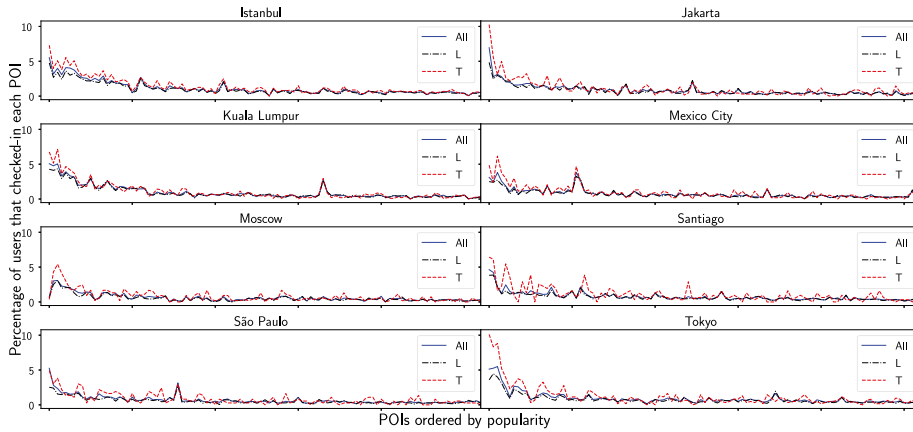 Istanbul
Jakarta
10
5
0
All
L
T
All
L
T
Kuala Lumpur
Mexico City
10
5
0
All
L
T
All
L
T
Moscow
Santiago
10
5
0
All
L
T
All
L
T
São Paulo
Tokyo
10
5
0
All
L
T
All
L
T
Percentage of users that checked-in each POI
POIs ordered by popularity